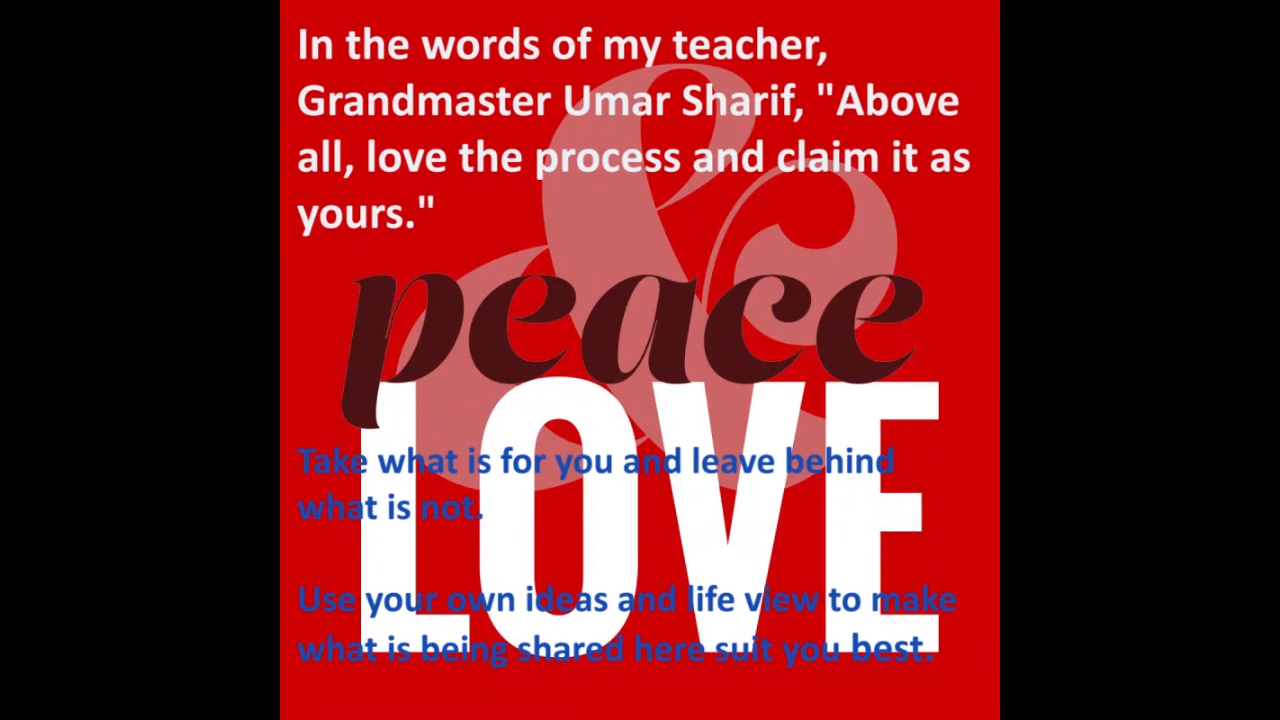 In the words of my teacher,
Grandmaster Umar Sharif, "Above
all, love the process and claim it as
yours."
&
peace
LOVE
Take what is for you and leave behind
what is not.
Use your own ideas and life view to make
what is being shared here suit you best.